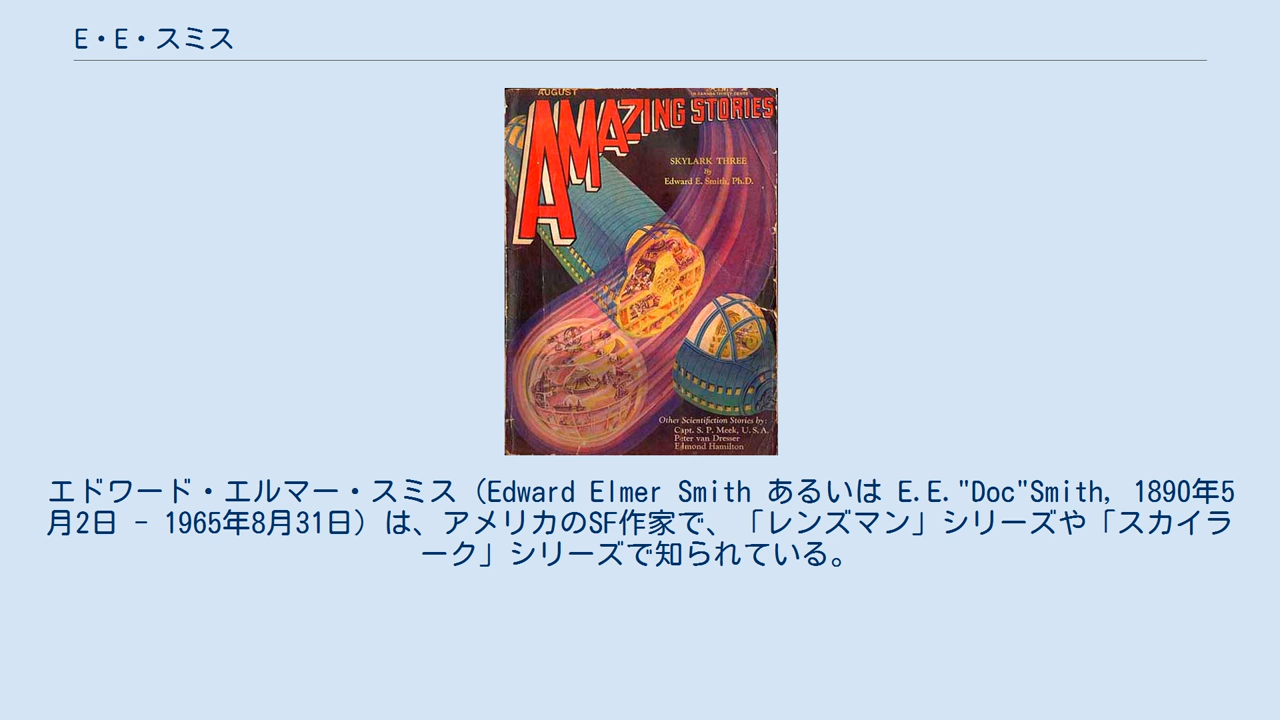 E・E・スミス
AUGUST
AMAZING STORIES
SKYLARK THREE
By
Edward E. Smith, Ph.D.
Other Scientifiction Stories by:
Capt. S. P. Meek, U.S.A.
Peter van Dresser
Edmond Hamilton
エドワード・エルマー・スミス（Edward Elmer Smith あるいは E.E."Doc"Smith, 1890年5
月2日 - 1965年8月31日）は、アメリカのSF作家で、「レンズマン」シリーズや「スカイラ
ーク」シリーズで知られている。